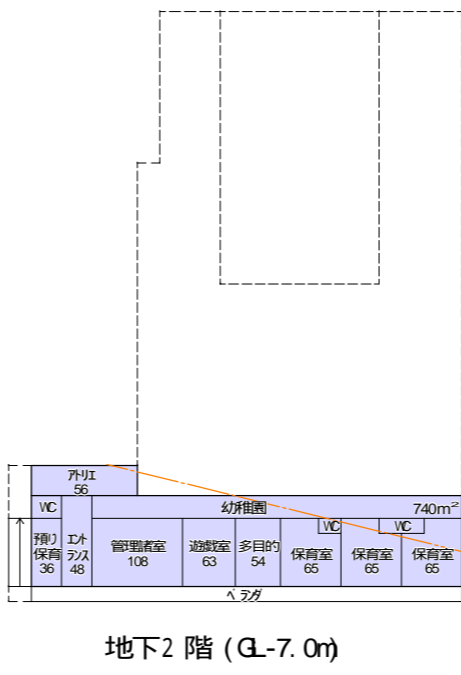 アトリエ
56
WC
幼稚園
740m²
WC
WC
預り
保育
36
エント
ランス
48
管理諸室
108
遊戯室
63
多目的
54
保育室
65
保育室
65
保育室
65
ベランダ
地下2 階 (GL-7.0m)